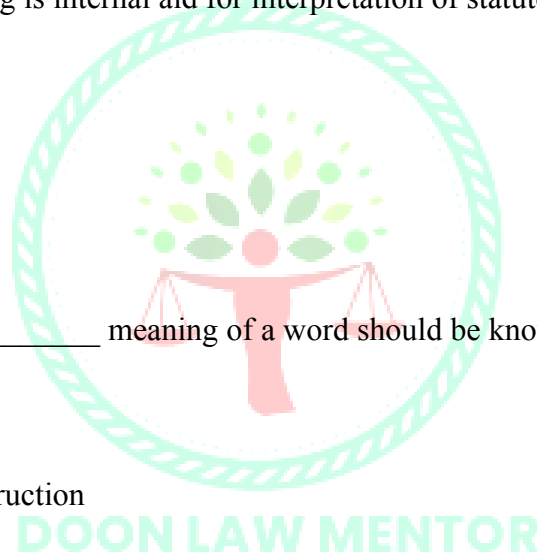 g is internal aid for interpretation of statut
_______ meaning of a word should be kno
ruction
DOON LAW MENTOR